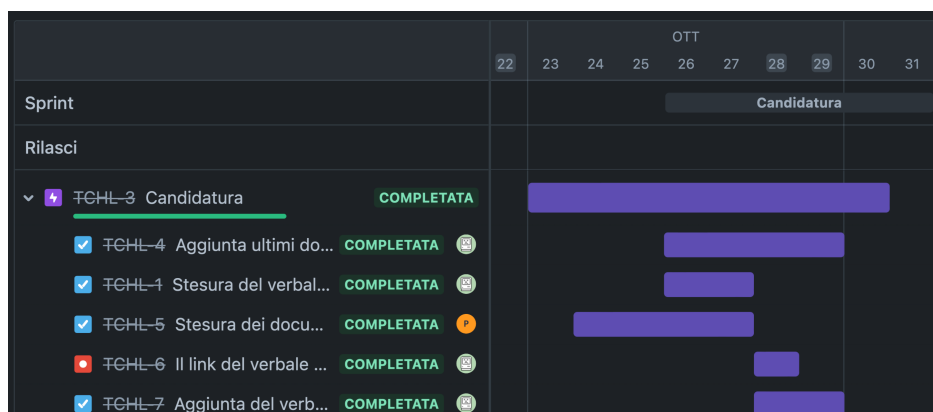 OTT
22 23 24 25 26 27 28 29 30 31
Sprint Candidatura
Rilasci
TCHL-3 Candidatura COMPLETATA
TCHL-4 Aggiunta ultimi do... COMPLETATA
TCHL-1 Stesura del verbal... COMPLETATA
TCHL-5 Stesura dei docu... COMPLETATA P
TCHL-6 Il link del verbale ... COMPLETATA
TCHL-7 Aggiunta del verb... COMPLETATA